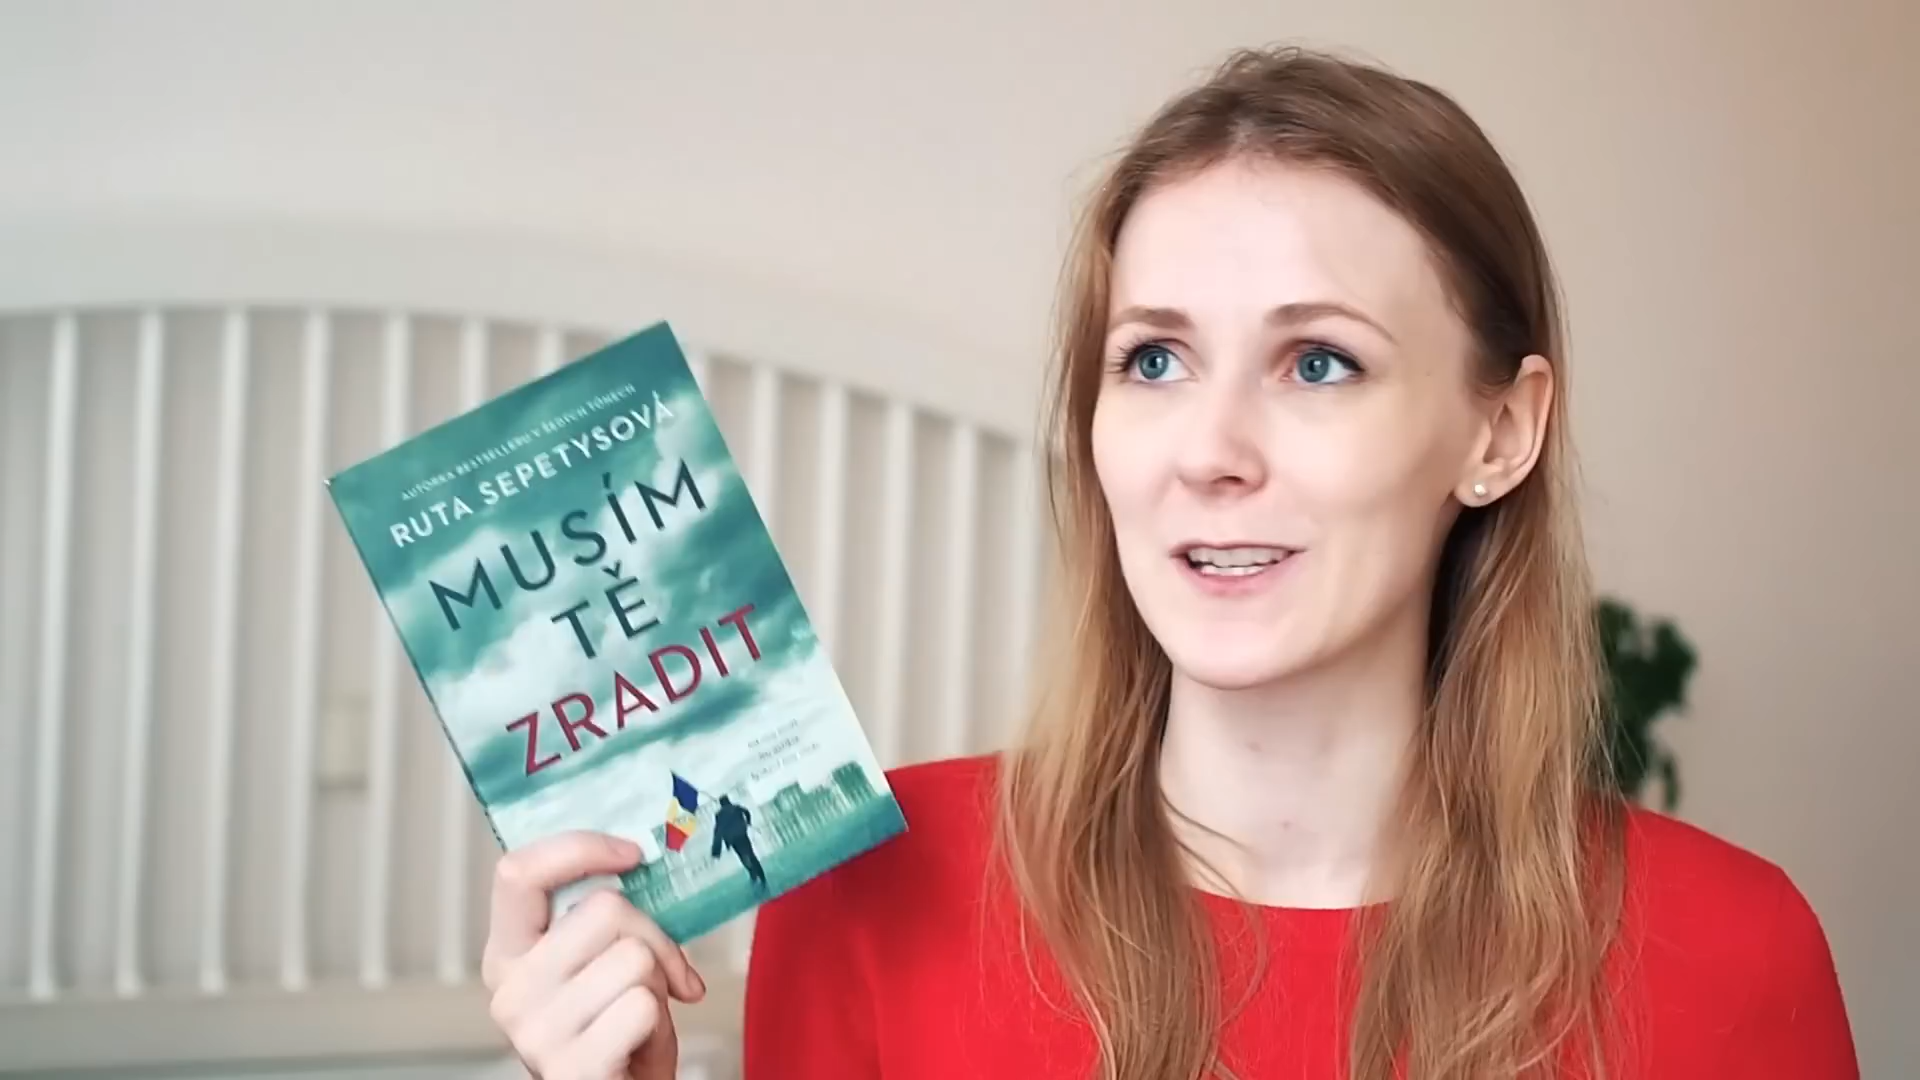 AUTORKA BESTSELLERU V ŠEDÝCH TÓNECH
RUTA SEPETYSOVÁ
MUSÍM
TĚ
ZRADIT